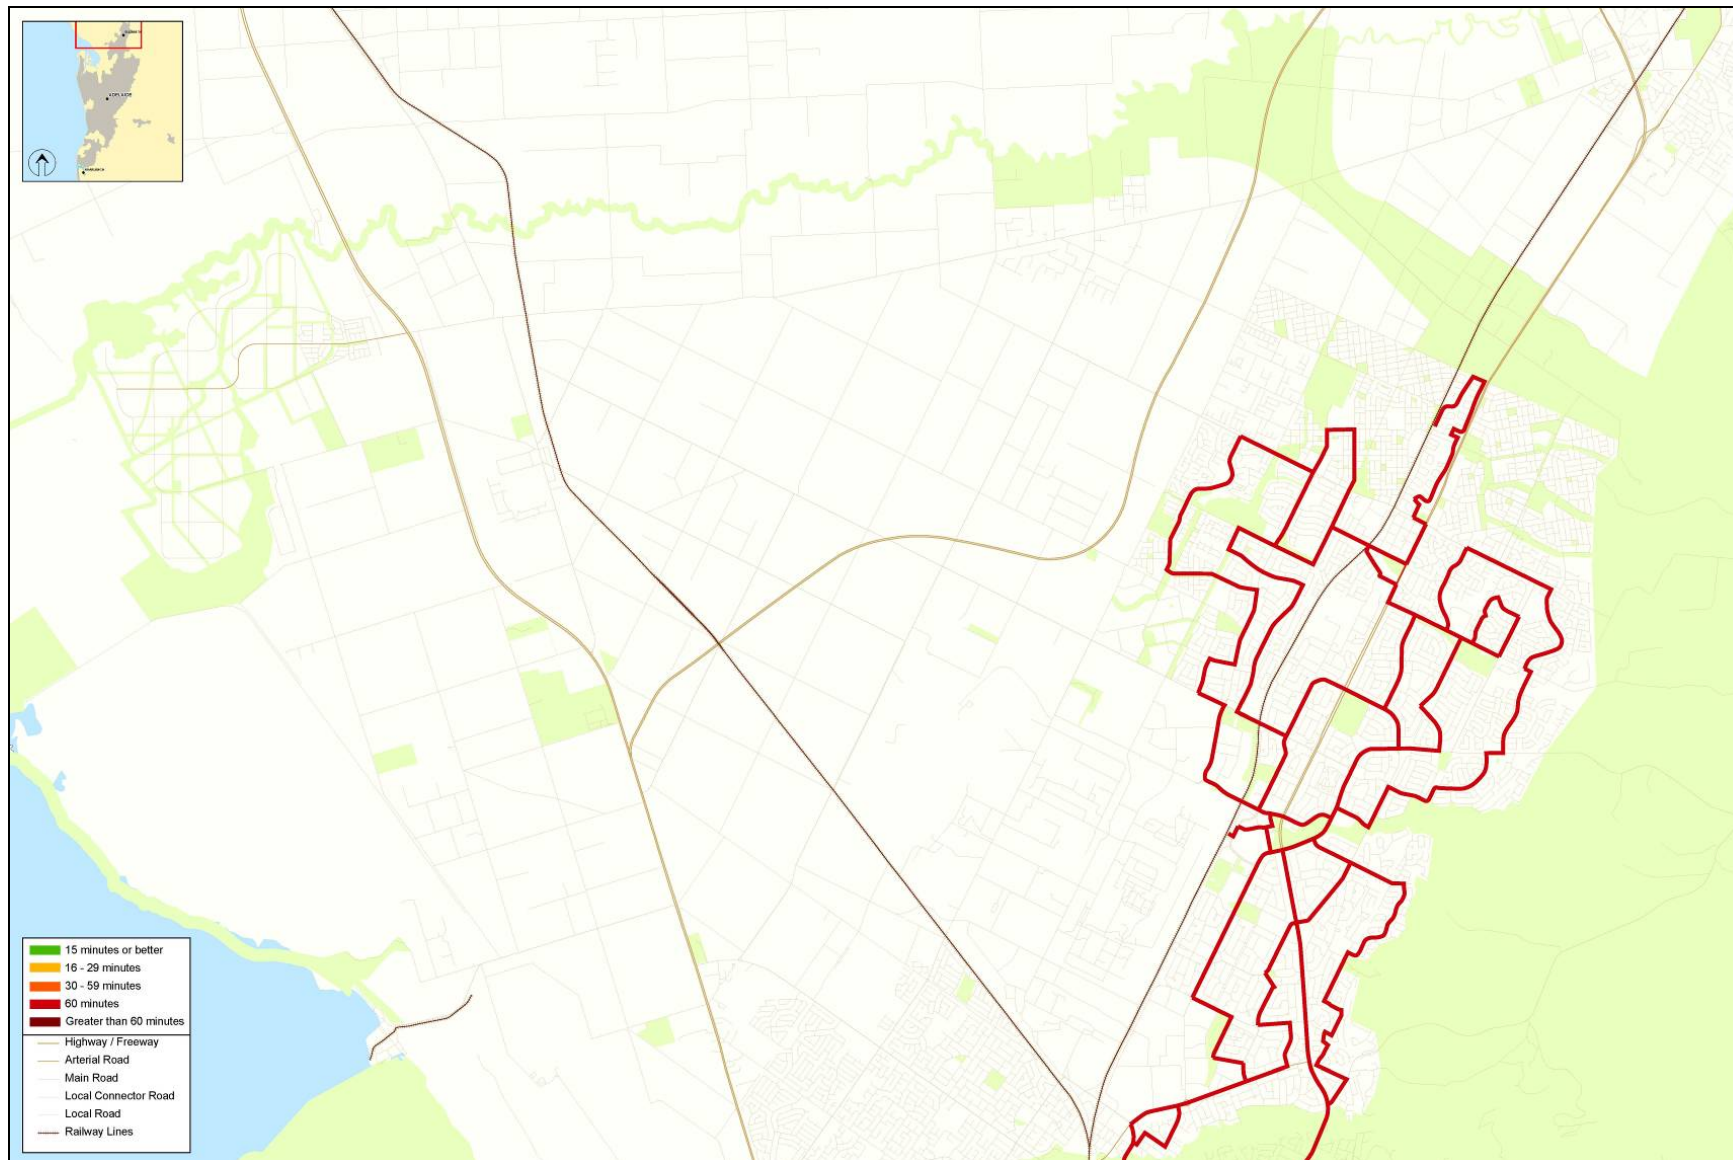 ADELAIDE
15 minutes or better
16 - 29 minutes
30 - 59 minutes
60 minutes
Greater than 60 minutes
Highway / Freeway
Arterial Road
Main Road
Local Connector Road
Local Road
Railway Lines